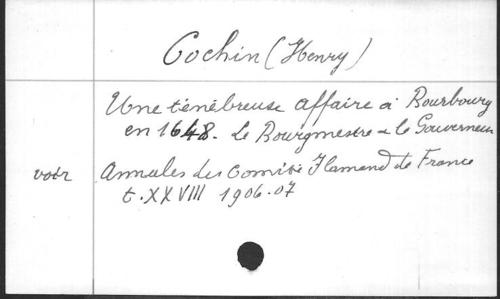 Cochin (Henry)
Une ténébreuse affaire à Bourbourg
en 1648. Le Bourgmestre & le Gouverneur
voir Annales du Comité Flamand de France
t. XXVIII 1906.07